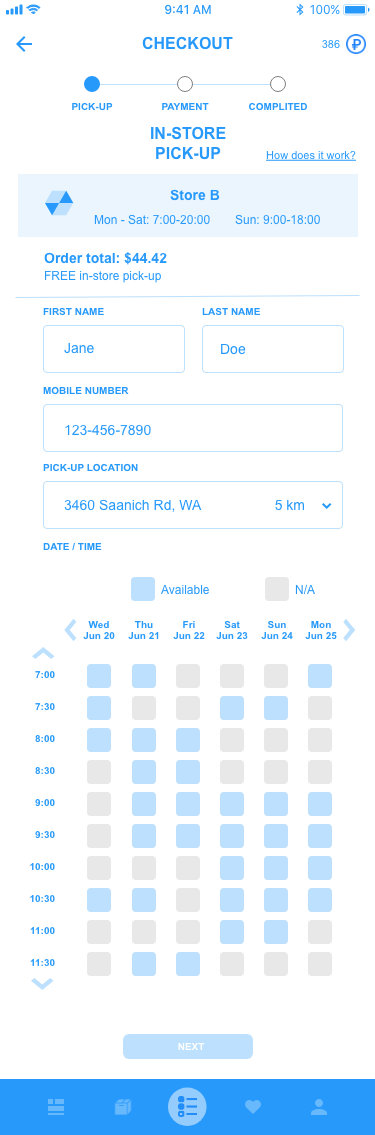 9:41 AM 100%
CHECKOUT 386
PICK-UP PAYMENT COMPLITED
IN-STORE
PICK-UP
How does it work?
Store B
Mon - Sat: 7:00-20:00 Sun: 9:00-18:00
Order total: $44.42
FREE in-store pick-up
FIRST NAME LAST NAME
Jane Doe
MOBILE NUMBER
123-456-7890
PICK-UP LOCATION
3460 Saanich Rd, WA 5 km
DATE / TIME
Available N/A
Wed Thu Fri Sat Sun Mon
Jun 20 Jun 21 Jun 22 Jun 23 Jun 24 Jun 25
7:00
7:30
8:00
8:30
9:00
9:30
10:00
10:30
11:00
11:30
NEXT